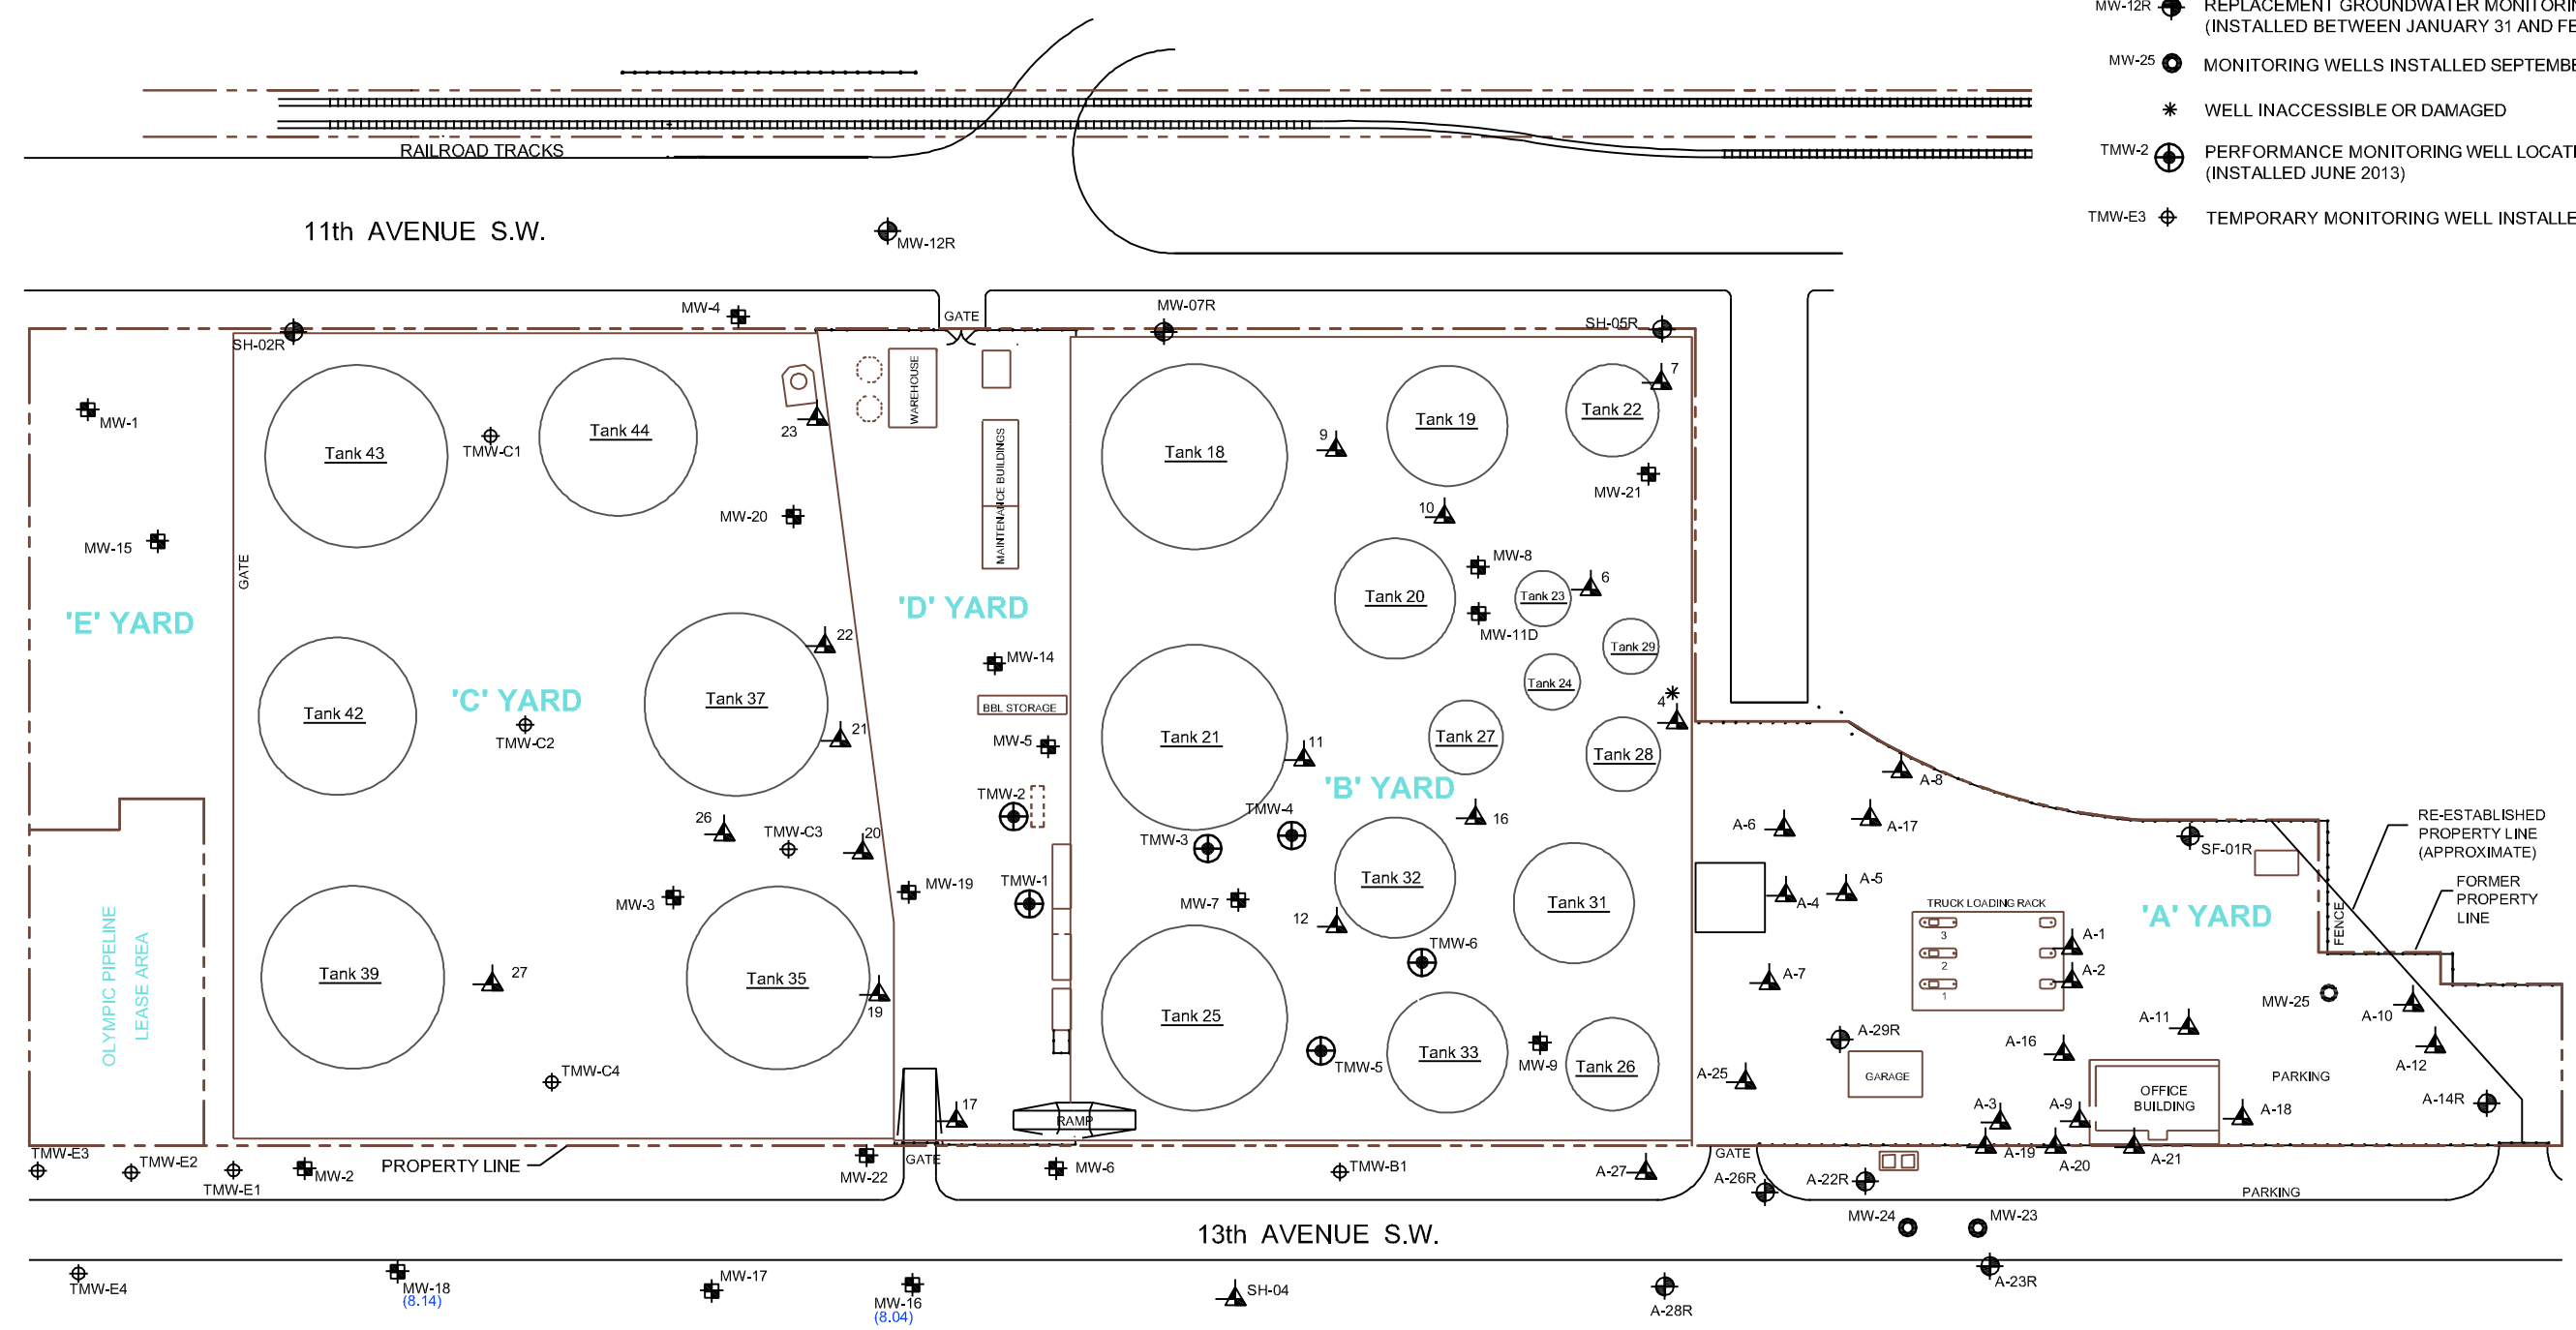 MW-12R REPLACEMENT GROUNDWATER
(INSTALLED BETWEEN JANUARY 31 AND
MW-25 MONITORING WELLS INSTALLED
WELL INACCESSIBLE OR DAMAGED
TMW-2 PERFORMANCE MONITORING WELL
(INSTALLED JUNE 2013)
TMW-E3 TEMPORARY MONITORING WELL
RAILROAD TRACKS
11th AVENUE S.W.
MW-12R
MW-4
GATE
MW-07R
SH-05R
SH-02R
7
WAREHOUSE
MW-1
Tank 43
TMW-C1
Tank 44
23
Tank 18
9
Tank 19
Tank 22
MAINTENANCE BUILDINGS
MW-21
MW-20
10
MW-15
GATE
MW-8
Tank 20
Tank 23
6
'E' YARD
'D' YARD
22
MW-11D
Tank 29
MW-14
Tank 24
'C' YARD
Tank 37
4
BBL STORAGE
Tank 42
TMW-C2
21
MW-5
Tank 21
11
Tank 27
Tank 28
'B' YARD
A-8
TMW-2
TMW-4
16
A-6
A-17
26
TMW-C3
20
TMW-3
SF-01R
RE-ESTABLISHED
PROPERTY LINE
(APPROXIMATE)
FORMER
PROPERTY
LINE
MW-3
MW-19
TMW-1
MW-7
Tank 32
Tank 31
A-4
A-5
TRUCK LOADING RACK
'A' YARD
FENCE
12
3
A-1
OLYMPIC PIPELINE
LEASE AREA
TMW-6
2
A-2
Tank 39
27
Tank 35
19
A-7
1
MW-25
A-10
Tank 25
A-11
A-29R
A-16
A-12
TMW-C4
TMW-5
Tank 33
MW-9
Tank 26
A-25
GARAGE
PARKING
OFFICE
BUILDING
17
RAMP
A-3
A-9
A-18
A-14R
TMW-E3
TMW-E2
TMW-E1
MW-2
PROPERTY LINE
MW-22
GATE
MW-6
TMW-B1
A-27
GATE
A-26R
A-22R
A-19
A-20
A-21
PARKING
MW-24
MW-23
13th AVENUE S.W.
TMW-E4
MW-18
(8.14)
MW-17
MW-16
(8.04)
SH-04
A-28R
A-23R